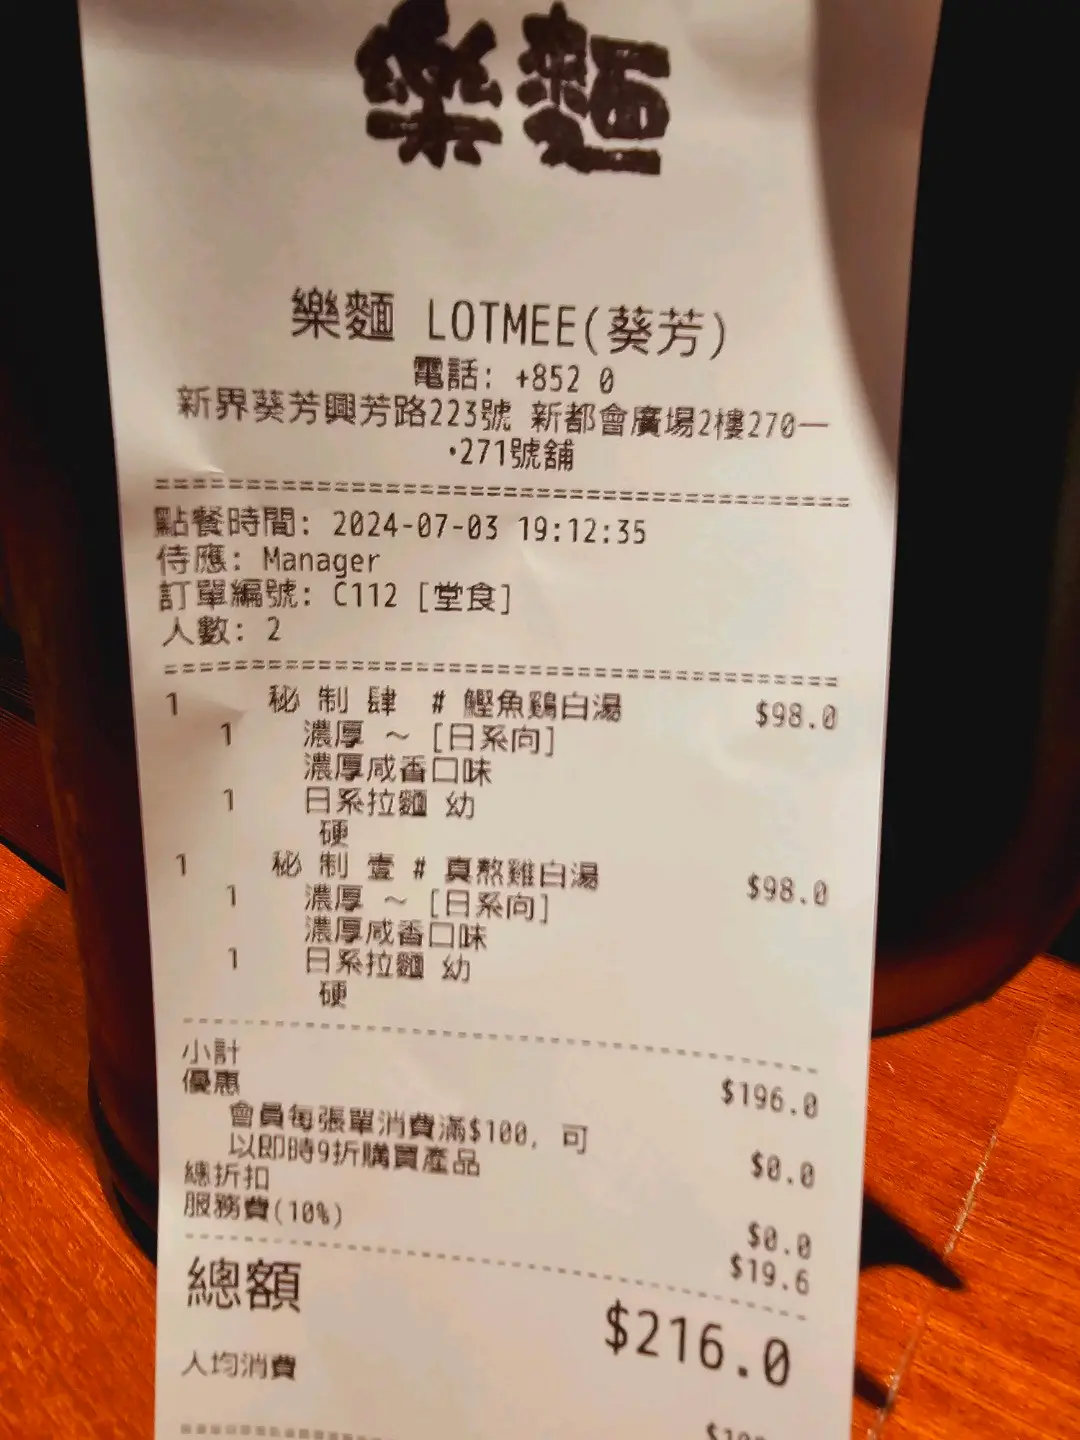 樂麵
樂麵 LOTMEE(葵芳)
電話: +852 0
新界葵芳興芳路223號 新都會廣場2樓270一
·271號舖
點餐時間: 2024-07-03 19:12:35
侍應: Manager
訂單編號: C112 [堂食]
人數: 2
1 秘 制 肆 # 鰹魚鷄白湯 $98.0
1 濃厚 ～ [日系向]
濃厚咸香口味
1 日系拉麵 幼
硬
1 秘 制 壹 # 真熬雞白湯 $98.0
1 濃厚 ～ [日系向]
濃厚咸香口味
1 日系拉麵 幼
硬
小計 $196.0
優惠
會員每張單消費滿$100, 可
以即時9折購買產品 $0.0
總折扣 $0.0
服務費(10%) $19.6
總額 $216.0
人均消費